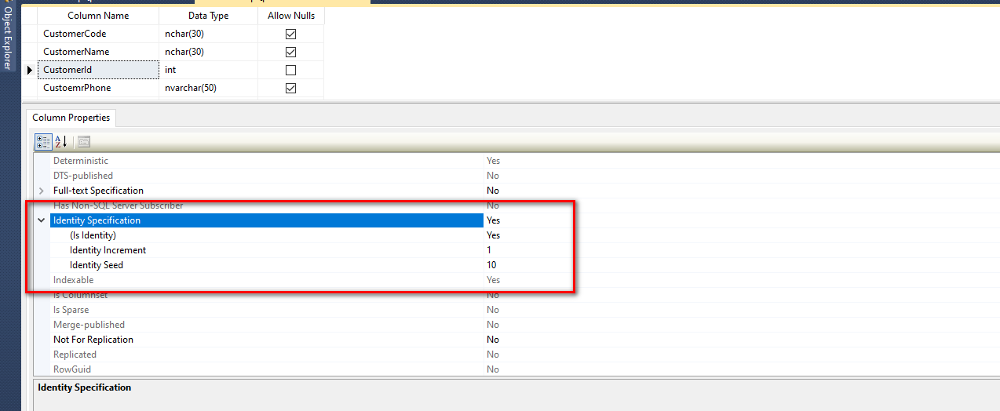 Object Explorer
Column Name Data Type Allow Nulls
CustomerCode nchar(30)
CustomerName nchar(30)
CustomerId int
CustoemrPhone nvarchar(50)
Column Properties
Deterministic Yes
DTS-published No
Full-text Specification No
Has Non-SQL Server Subscriber No
Identity Specification Yes
(Is Identity) Yes
Identity Increment 1
Identity Seed 10
Indexable Yes
Is Columnset No
Is Sparse No
Merge-published No
Not For Replication No
Replicated No
RowGuid No
Identity Specification